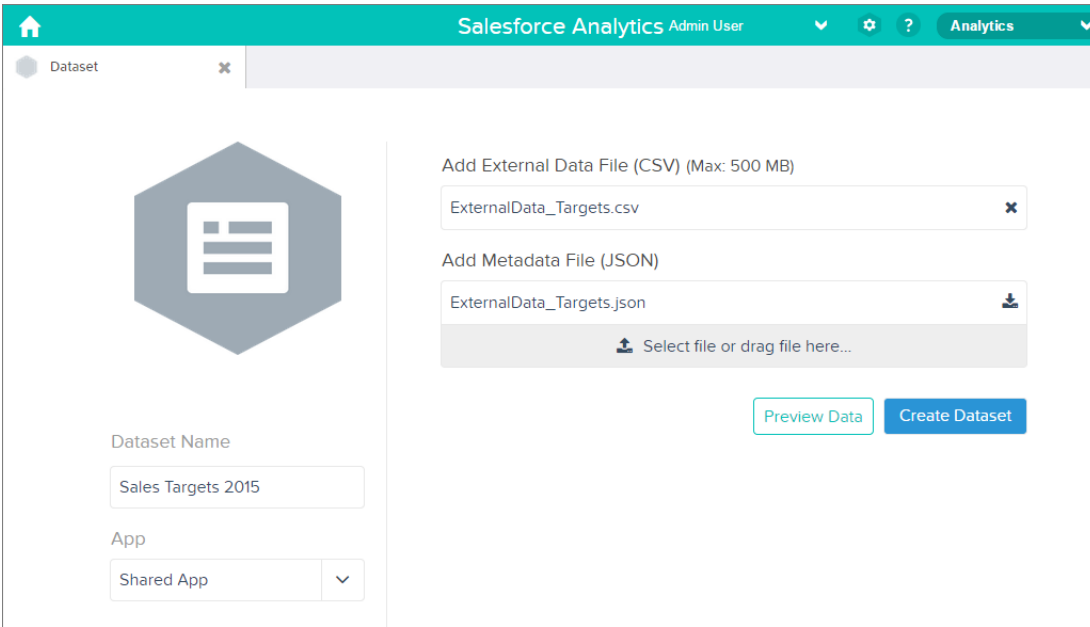 Salesforce Analytics Admin User ? Analytics
Dataset
Add External Data File (CSV) (Max: 500 MB)
ExternalData_Targets.csv
Add Metadata File (JSON)
ExternalData_Targets.json
Select file or drag file here...
Preview Data Create Dataset
Dataset Name
Sales Targets 2015
App
Shared App